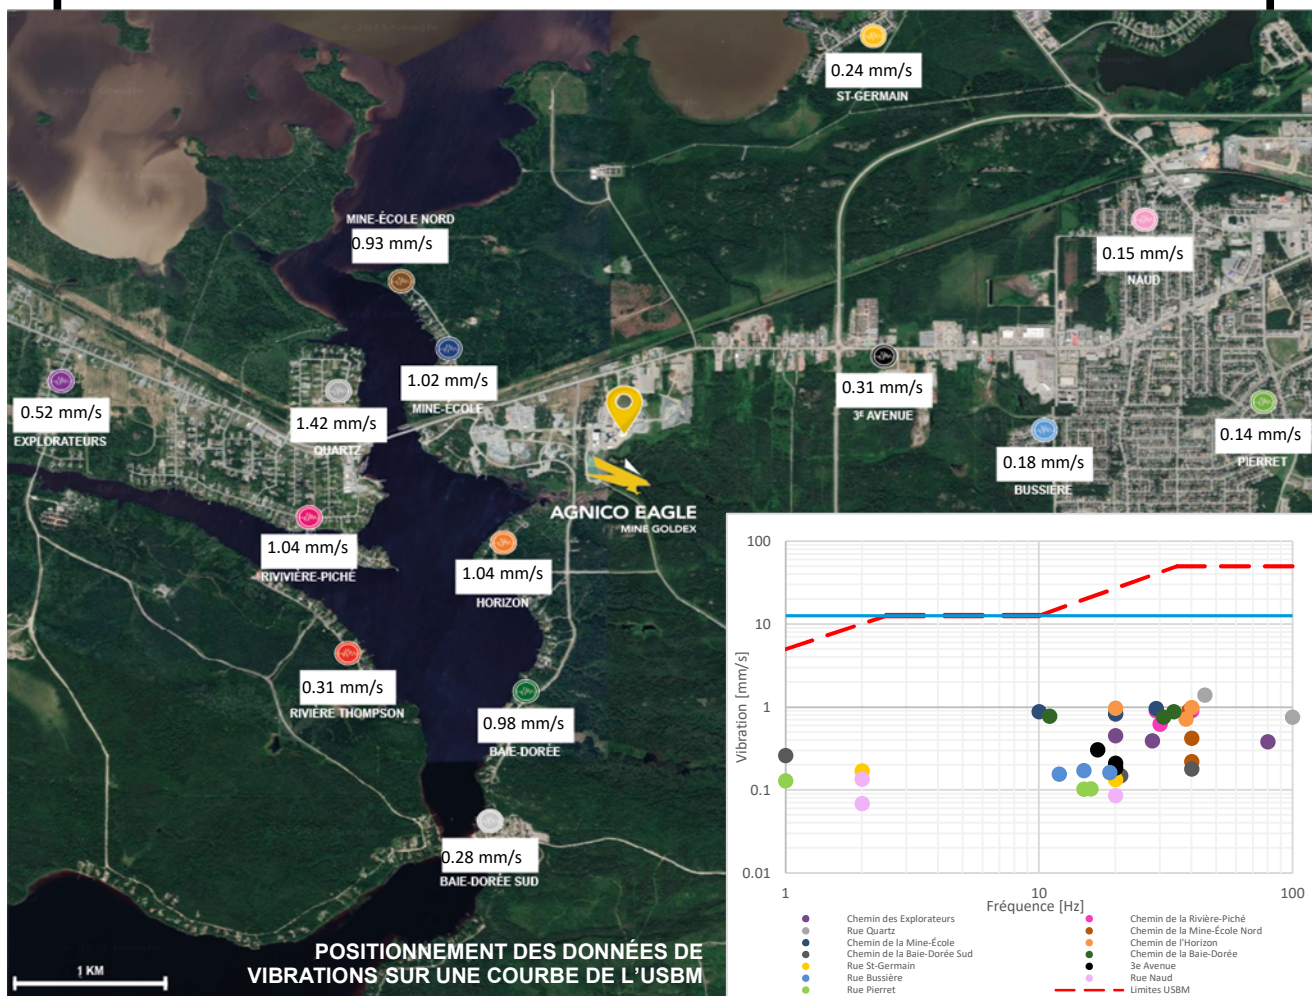 0.24 mm/s
ST-GERMAIN
MINE-ÉCOLE NORD
0.93 mm/s
0.15 mm/s
NAUD
1.02 mm/s
MINE-ÉCOLE
0.31 mm/s
3E AVENUE
0.52 mm/s
EXPLORATEURS
1.42 mm/s
QUARTZ
0.14 mm/s
PIERRET
0.18 mm/s
BUSSIÈRE
AGNICO EAGLE
MINE GOLDEX
1.04 mm/s
RIVIVIÈRE-PICHÉ
1.04 mm/s
HORIZON
0.31 mm/s
RIVIÈRE THOMPSON
0.98 mm/s
BAIE-DORÉE
0.28 mm/s
BAIE-DORÉE SUD
POSITIONNEMENT DES DONNÉES DE
VIBRATIONS SUR UNE COURBE DE L'USBM
1 KM
Vibration [mm/s]
100
10
1
0.1
0.01
1
10
100
Fréquence [Hz]
Chemin des Explorateurs
Chemin de la Rivière-Piché
Rue Quartz
Chemin de la Mine-École Nord
Chemin de la Mine-École
Chemin de l'Horizon
Chemin de la Baie-Dorée Sud
Chemin de la Baie-Dorée
Rue St-Germain
3e Avenue
Rue Bussière
Rue Naud
Rue Pierret
Limites USBM